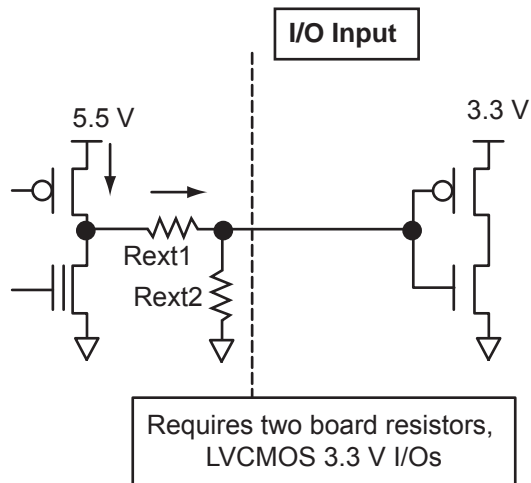 I/O Input
5.5 V
3.3 V
Rext1
Rext2
Requires two board resistors,
LVCMOS 3.3 V I/Os